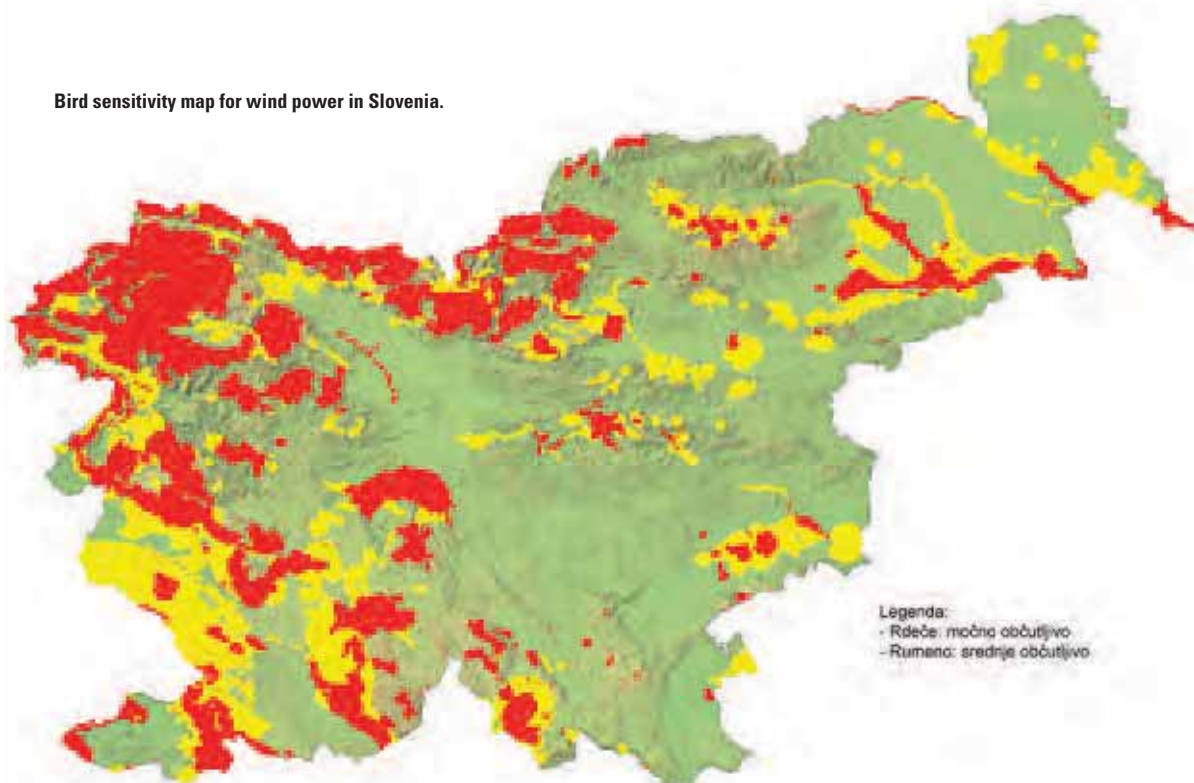 Bird sensitivity map for wind power in Slovenia.
Legenda:
- Rdeče: močno občutljivo
- Rumeno: srednje občutljivo